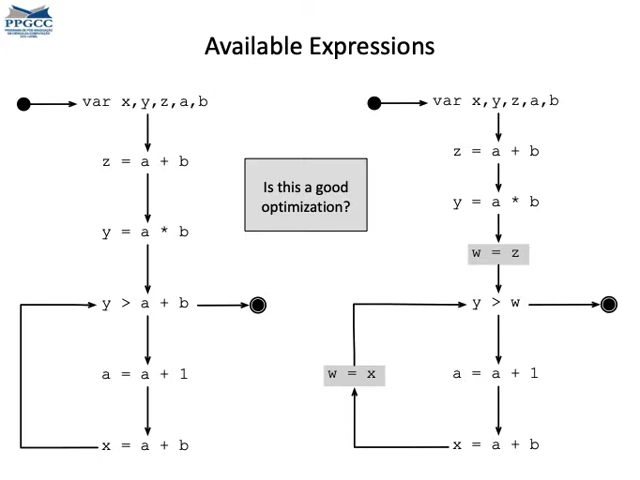 PPGCC
Available Expressions
var x,y,z,a,b
z = a + b
y = a * b
y > a + b
a = a + 1
x = a + b
Is this a good
optimization?
var x,y,z,a,b
z = a + b
y = a * b
w = z
y > w
w = x
a = a + 1
x = a + b